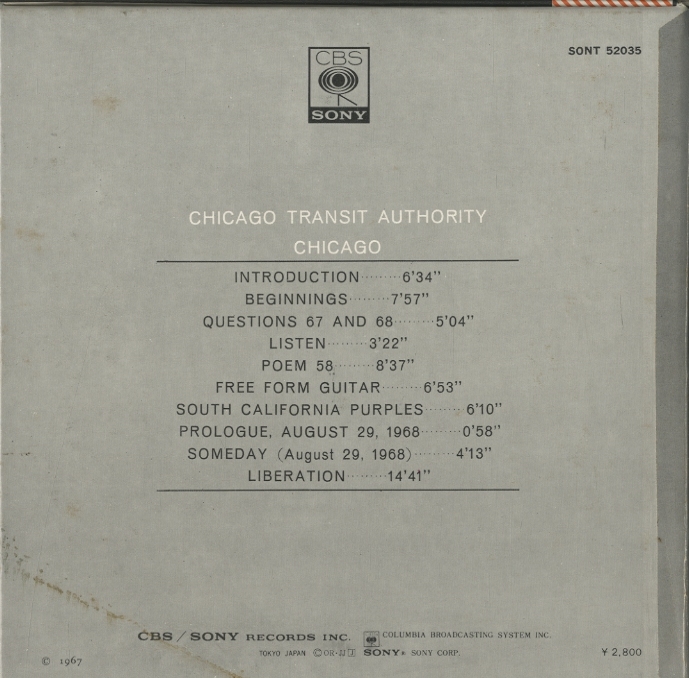 SONT 52035
CBS
SONY
CHICAGO TRANSIT AUTHORITY
CHICAGO
INTRODUCTION········6'34"
BEGINNINGS········7'57"
QUESTIONS 67 AND 68········5'04"
LISTEN········3'22"
POEM 58········8'37"
FREE FORM GUITAR········6'53"
SOUTH CALIFORNIA PURPLES·······6'10"
PROLOGUE, AUGUST 29, 1968········0'58"
SOMEDAY (August 29, 1968)········4'13"
LIBERATION········14'41"
CBS / SONY RECORDS INC. COLUMBIA BROADCASTING SYSTEM INC.
TOKYO JAPAN SONY® SONY CORP.
© 1967
¥ 2,800